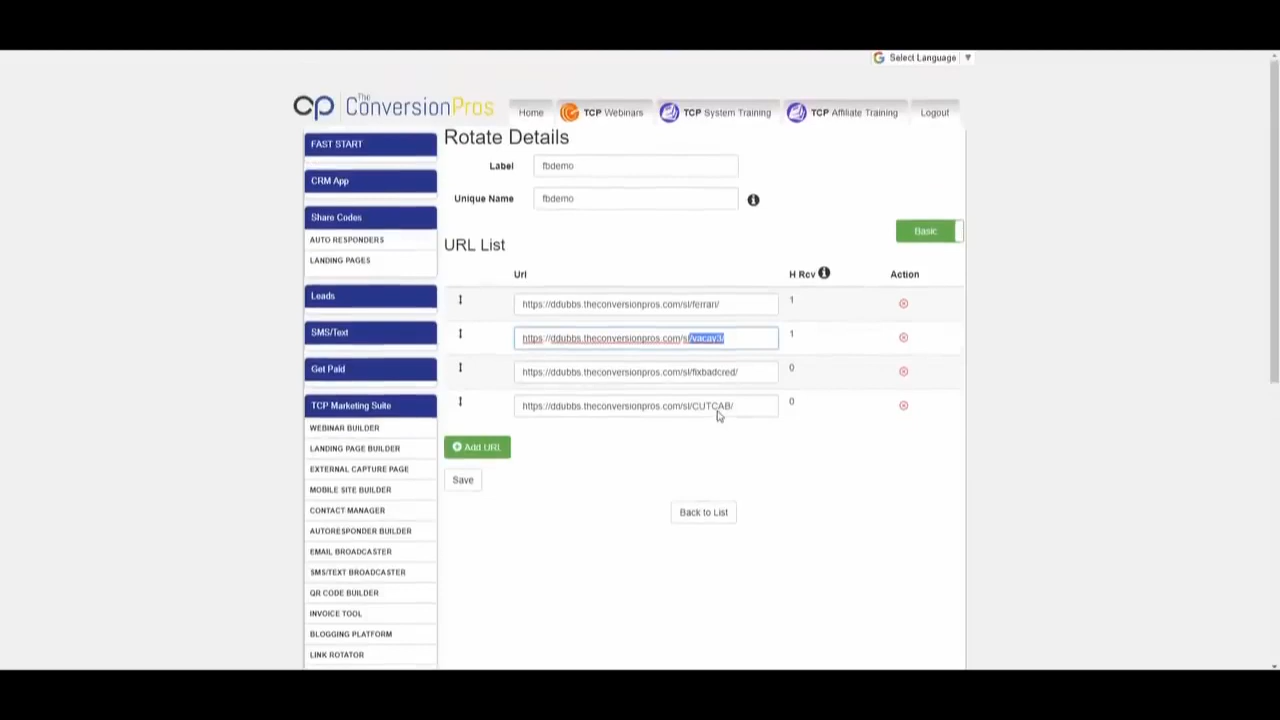 Select Language
cp The ConversionPros
Home
TCP Webinars
TCP System Training
TCP Affiliate Training
Logout
FAST START
CRM App
Share Codes
AUTO RESPONDERS
LANDING PAGES
Leads
SMS/Text
Get Paid
TCP Marketing Suite
WEBINAR BUILDER
LANDING PAGE BUILDER
EXTERNAL CAPTURE PAGE
MOBILE SITE BUILDER
CONTACT MANAGER
AUTORESPONDER BUILDER
EMAIL BROADCASTER
SMS/TEXT BROADCASTER
QR CODE BUILDER
INVOICE TOOL
BLOGGING PLATFORM
LINK ROTATOR
Rotate Details
Label fbdemo
Unique Name fbdemo
Basic
URL List
Url H Rcv Action
https://ddubbs.theconversionpros.com/sl/ferrari/ 1
https://ddubbs.theconversionpros.com/sl/vacay3/ 1
https://ddubbs.theconversionpros.com/sl/fixbadcred/ 0
https://ddubbs.theconversionpros.com/sl/CUTCAB/ 0
Add URL
Save
Back to List